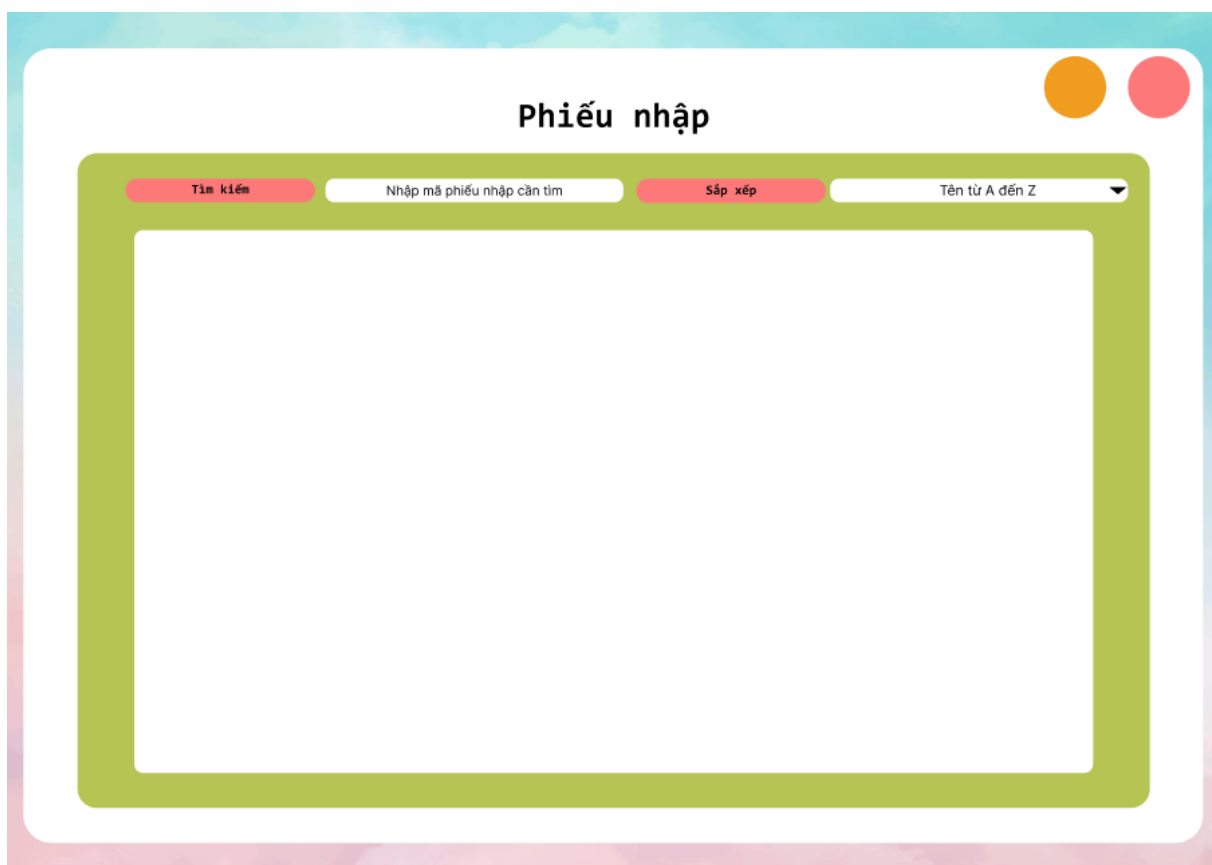 Phiếu nhập
Tìm kiếm Nhập mã phiếu nhập cần tìm Sắp xếp Tên từ A đến Z